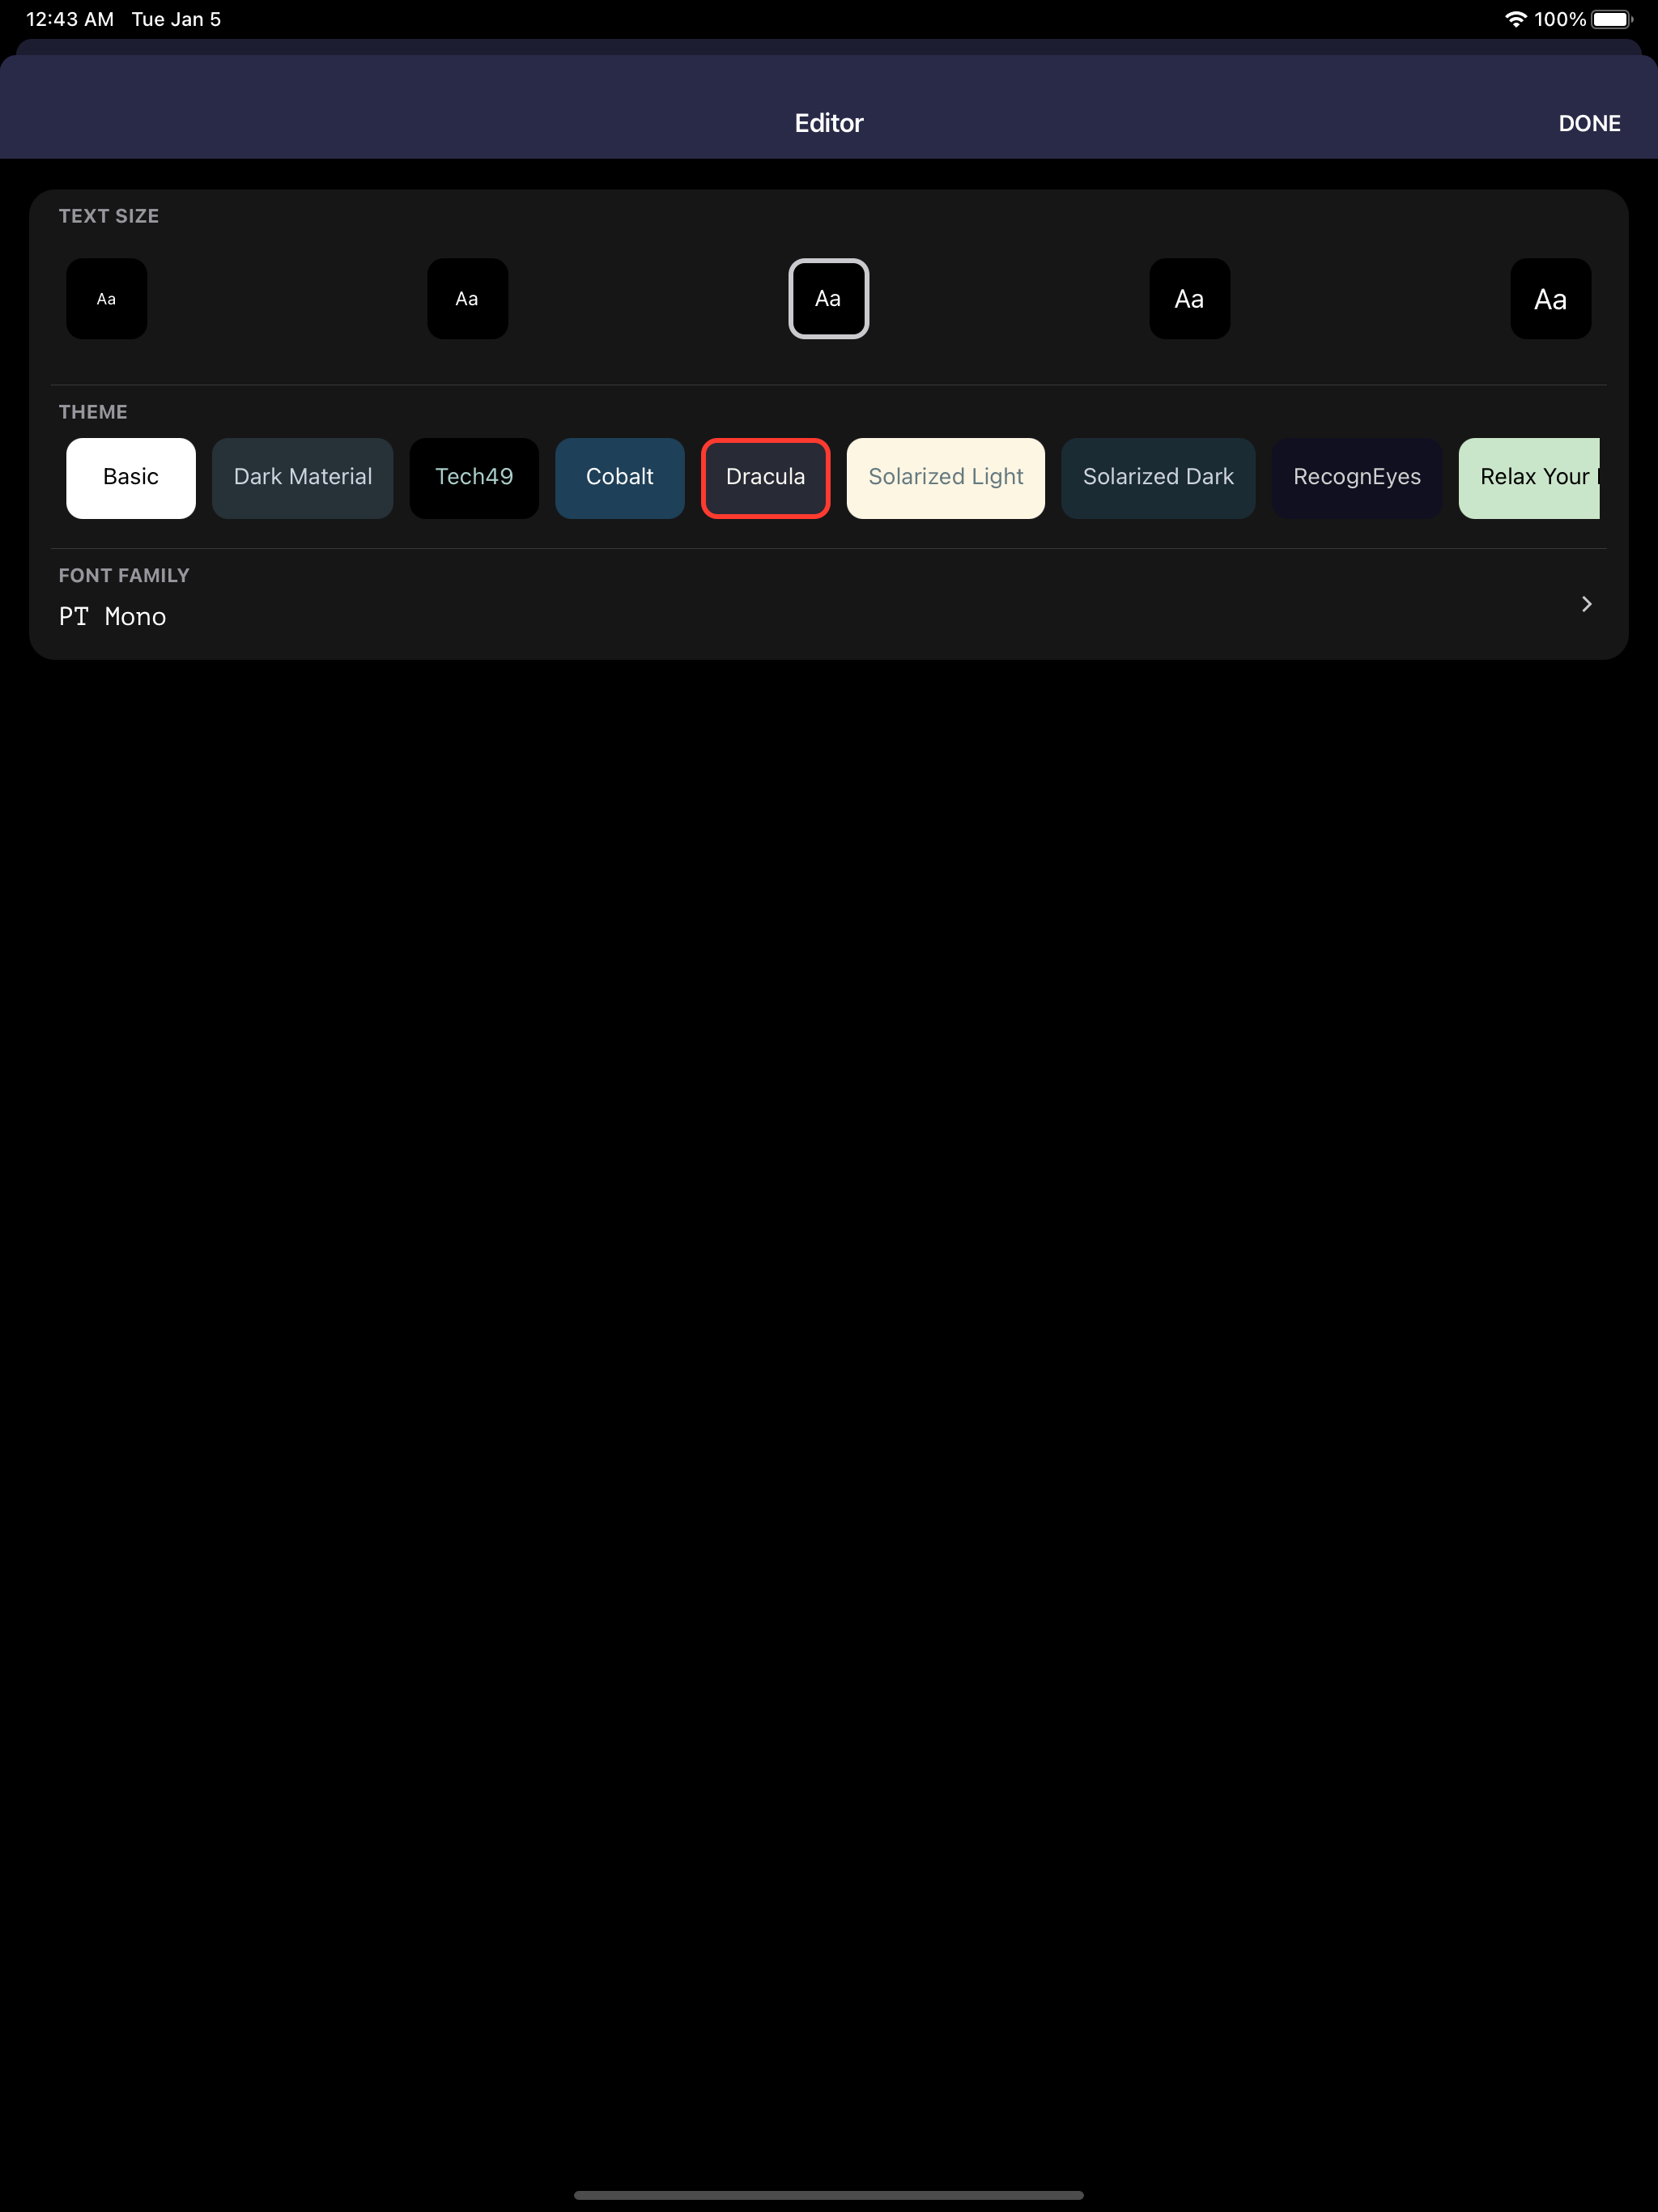 12:43 AM Tue Jan 5 100%
Editor DONE
TEXT SIZE
Aa Aa Aa Aa Aa
THEME
Basic Dark Material Tech49 Cobalt Dracula Solarized Light Solarized Dark RecognEyes Relax Your
FONT FAMILY
PT Mono